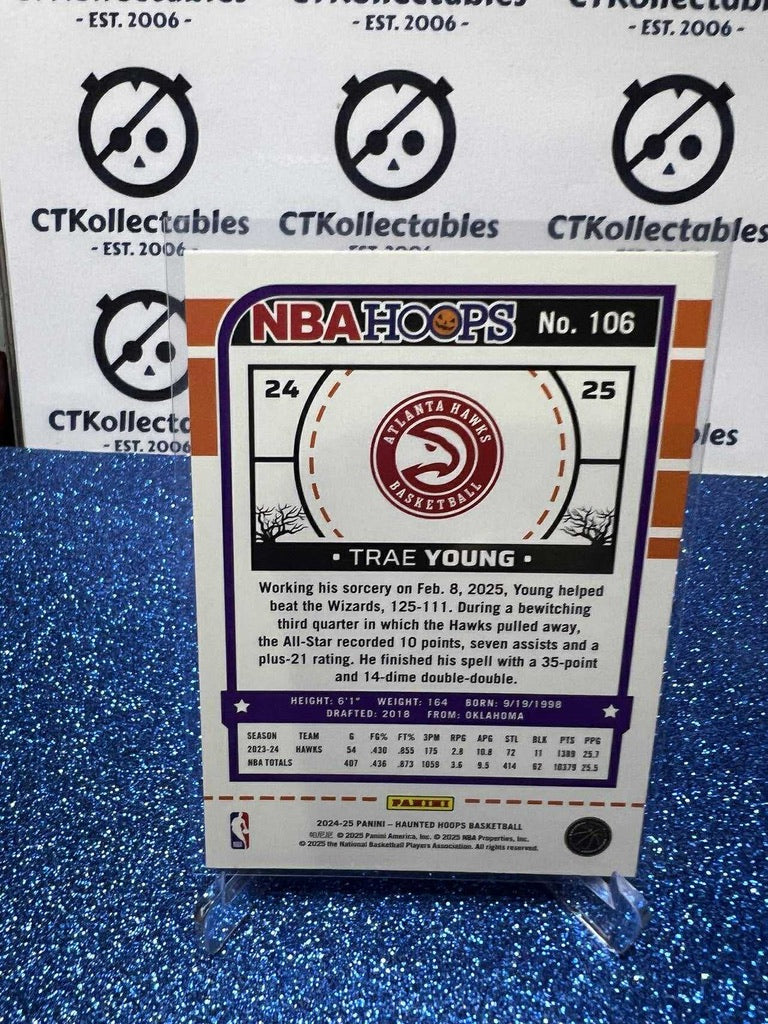 - EST. 2006 -
- EST. 2006 -
- EST. 2006 -
CTKollectables
CTKollectables
CTKollectables
- EST. 2006 -
EST. 2006
NBA HOOPS No. 106
24
25
ATLANTA HAWKS
BASKETBALL
• TRAE YOUNG •
Working his sorcery on Feb. 8, 2025, Young helped
beat the Wizards, 125-111. During a bewitching
third quarter in which the Hawks pulled away,
the All-Star recorded 10 points, seven assists and a
plus-21 rating. He finished his spell with a 35-point
and 14-dime double-double.
HEIGHT: 6'1" WEIGHT: 164 BORN: 9/19/1998
DRAFTED: 2018 FROM: OKLAHOMA
SEASON TEAM G FG% FT% 3PM RPG APG STL BLK PTS PPG
2023-24 HAWKS 54 .430 .855 175 2.8 10.8 72 11 1389 25.7
NBA TOTALS 407 .436 .873 1059 3.6 9.5 414 62 10379 25.5
PANINI
2024-25 PANINI – HAUNTED HOOPS BASKETBALL
© 2025 Panini America, Inc. © 2025 NBA Properties, Inc.
© 2025 the National Basketball Players Association. All rights reserved.
CTKollecta
- EST. 2006
bles